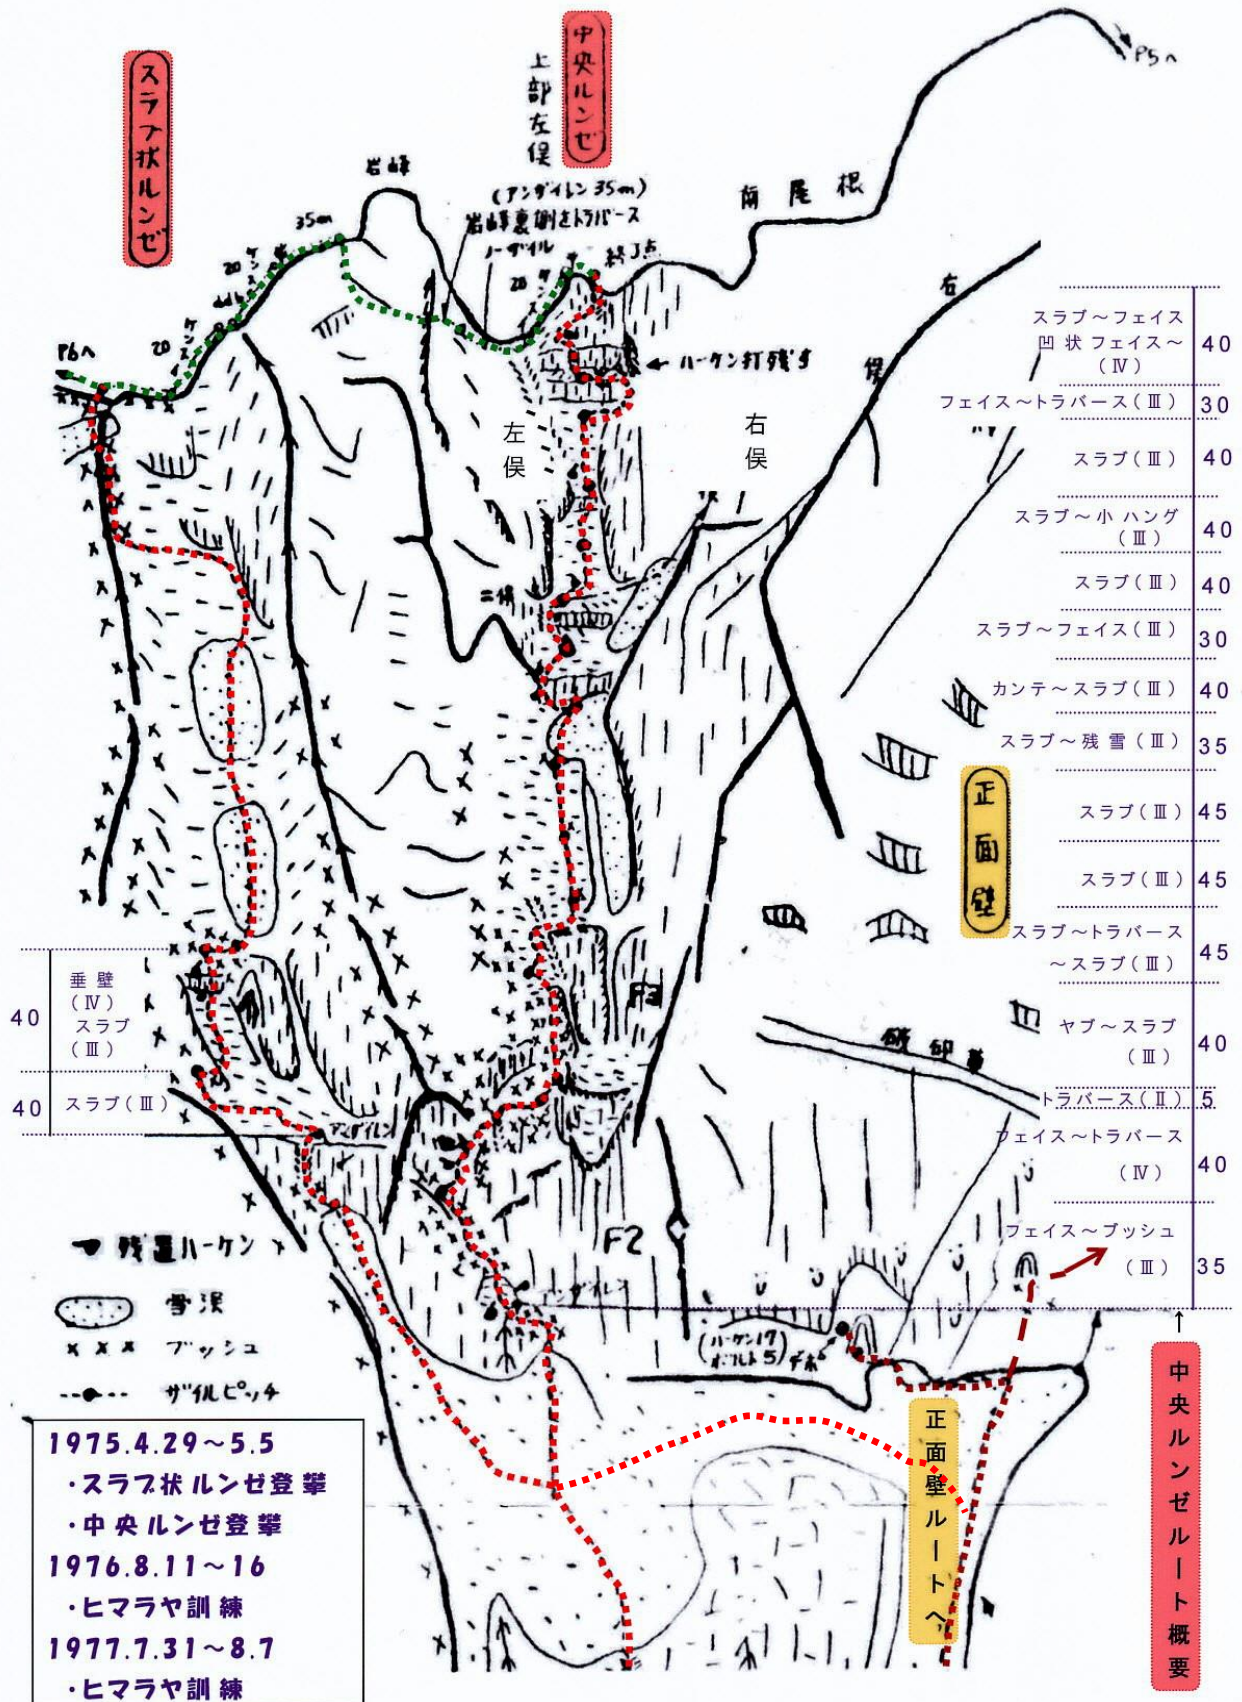 スラブ状ルンゼ
中央ルンゼ
上部左俣
P5へ
岩峰
(アンザイレン 35m)
岩峰裏側をトラバース
ノーザイル
南尾根
35m
20
20
20
終了点
P6へ
ハーケン打残す
左俣
右俣
右俣
二俣
スラブ～フェイス
凹状フェイス～
(Ⅳ)
40
フェイス～トラバース(Ⅲ)
30
スラブ(Ⅲ)
40
スラブ～小ハング
(Ⅲ)
40
スラブ(Ⅲ)
40
スラブ～フェイス(Ⅲ)
30
カンテ～スラブ(Ⅲ)
40
スラブ～残雪(Ⅲ)
35
スラブ(Ⅲ)
45
スラブ(Ⅲ)
45
スラブ～トラバース
～スラブ(Ⅲ)
45
ヤブ～スラブ
(Ⅲ)
40
トラバース(Ⅱ)
5
フェイス～トラバース
(Ⅳ)
40
フェイス～ブッシュ
(Ⅲ)
35
正面壁
F3
F2
40
垂壁
(Ⅳ)
スラブ
(Ⅲ)
40
スラブ(Ⅲ)
アンザイレン
アンザイレン
(ハーケン17
ボルト5)デポ
残置ハーケン
雪渓
ブッシュ
ザイルピッチ
1975.4.29～5.5
・スラブ状ルンゼ登攀
・中央ルンゼ登攀
1976.8.11～16
・ヒマラヤ訓練
1977.7.31～8.7
・ヒマラヤ訓練
正面壁ルートへ
↑
中央ルンゼルート概要